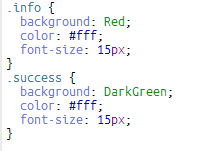 .info {
  background: Red;
  color: #fff;
  font-size: 15px;
}
.success {
  background: DarkGreen;
  color: #fff;
  font-size: 15px;
}